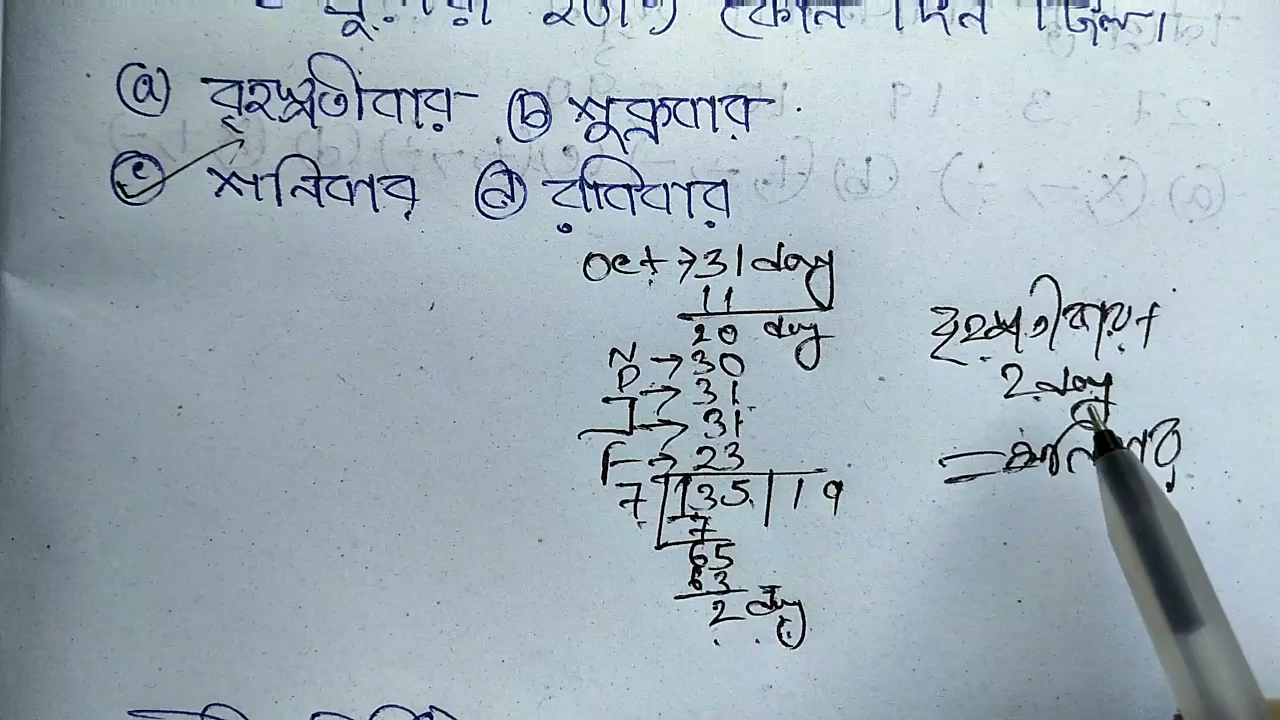 কোন দিন ছিল।
(a) বৃহস্পতীবার (b) শুক্রবার
(c) শনিবার (d) রবিবার
Oct → 31 day
11
20 day
N → 30
D → 31
J → 31
F → 23
7 135 19
7
65
63
2 day
বৃহস্পতীবার +
2 day
= শনিবার